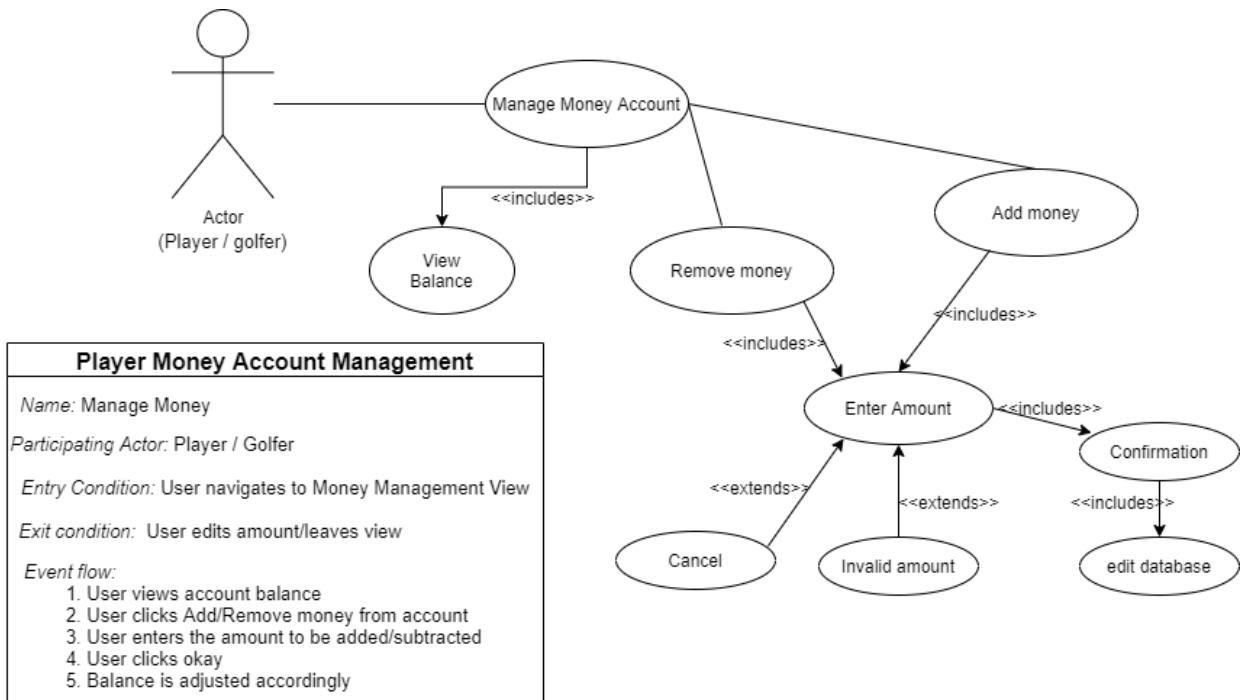 Manage Money Account
Actor
(Player / golfer)
<<includes>>
Add money
View
Balance
Remove money
<<includes>>
<<includes>>
Enter Amount
<<includes>>
Confirmation
<<extends>>
<<extends>>
<<includes>>
Cancel
Invalid amount
edit database
Player Money Account Management
Name: Manage Money
Participating Actor: Player / Golfer
Entry Condition: User navigates to Money Management View
Exit condition: User edits amount/leaves view
Event flow:
1. User views account balance
2. User clicks Add/Remove money from account
3. User enters the amount to be added/subtracted
4. User clicks okay
5. Balance is adjusted accordingly